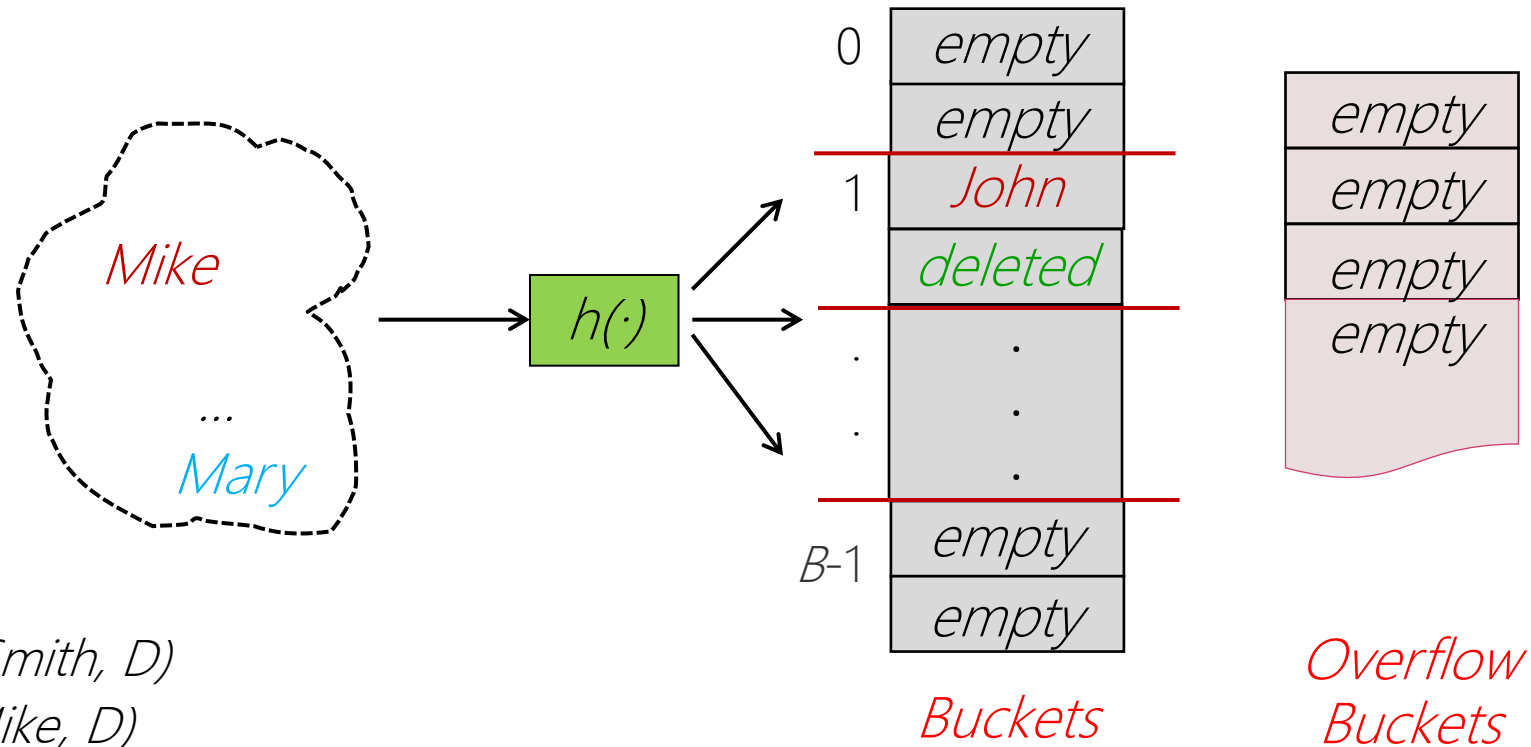 Mike
...
Mary
h(·)
0
empty
empty
1
John
deleted
.
.
.
.
.
B-1
empty
empty
Buckets
empty
empty
empty
empty
Overflow
Buckets
mith, D)
ike, D)